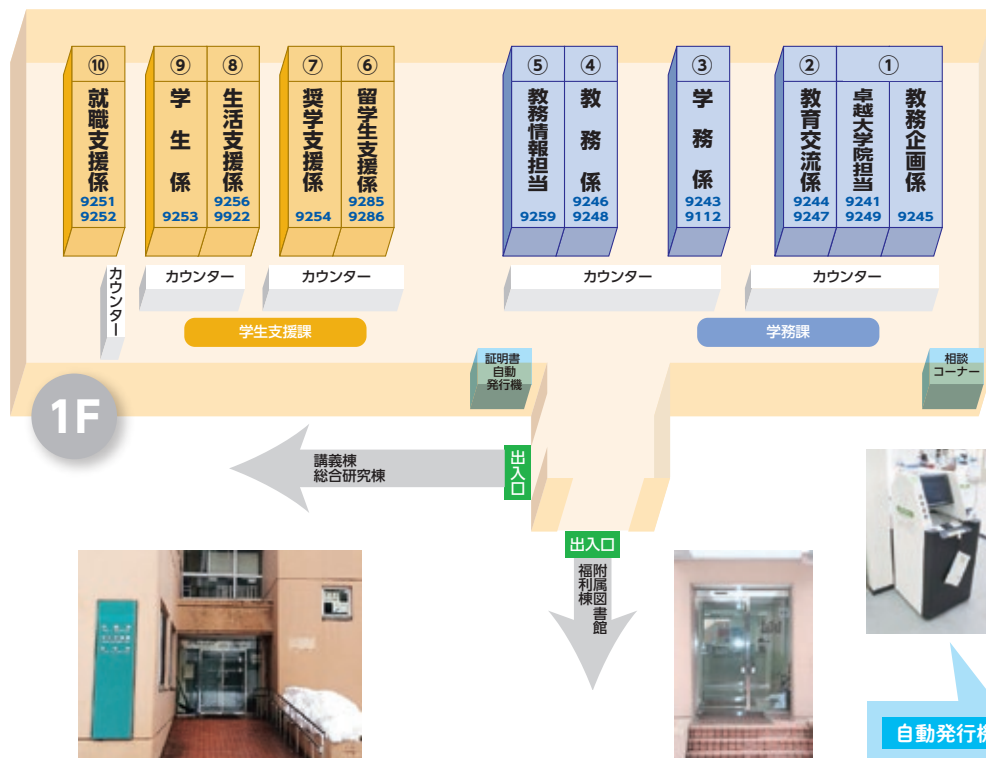 ⑩
就職支援係
9251
9252
⑨
学生係
9253
⑧
生活支援係
9256
9922
⑦
奨学支援係
9254
⑥
留学生支援係
9285
9286
⑤
教務情報担当
9259
④
教務係
9246
9248
③
学務係
9243
9112
②
教育交流係
9244
9247
①
卓越大学院担当
9241
9249
教務企画係
9245
カウンター
カウンター
カウンター
カウンター
カウンター
学生支援課
学務課
証明書
自動
発行機
相談
コーナー
1F
講義棟
総合研究棟
出入口
出入口
附属図書館
福利棟
自動発行機